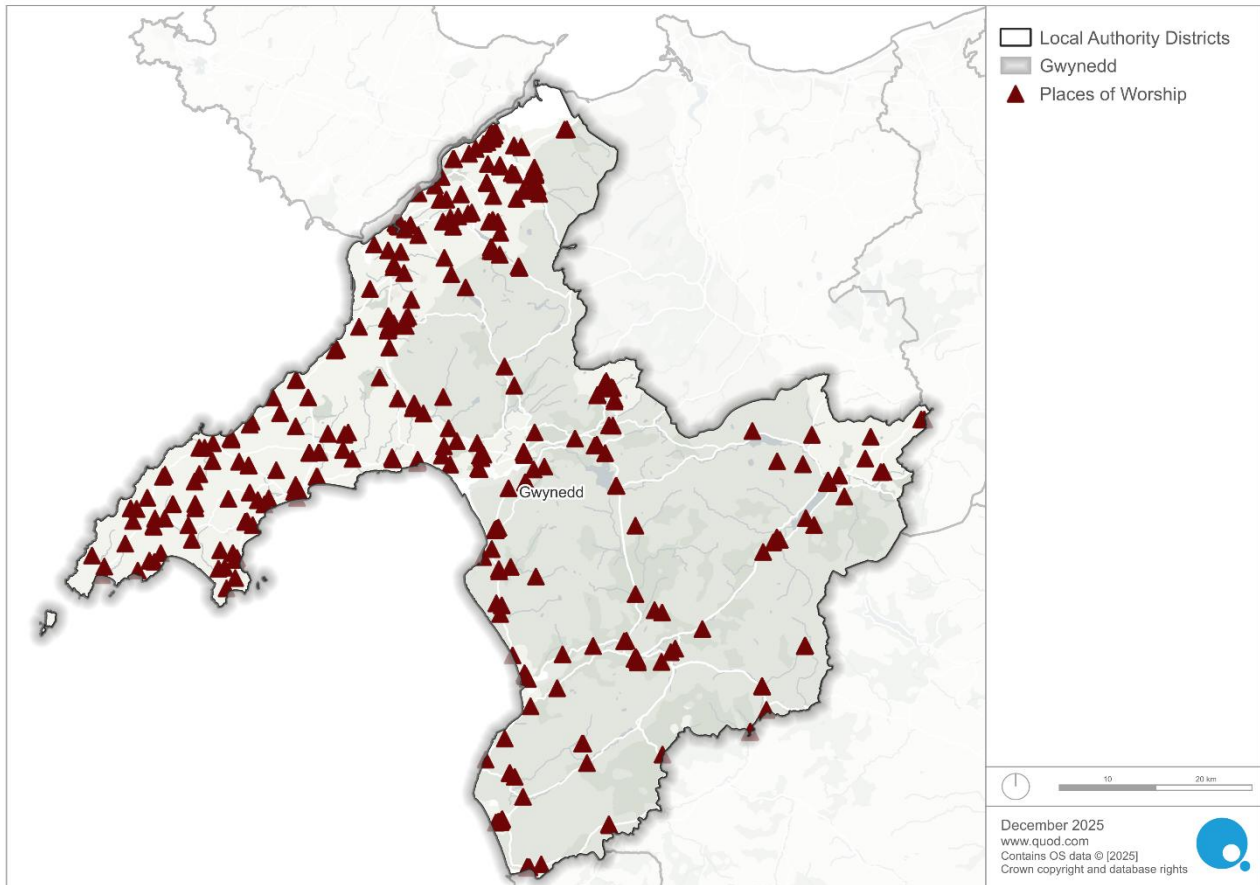 Local Authority Districts
Gwynedd
Places of Worship
Gwynedd
10
20 km
December 2025
www.quod.com
Contains OS data © [2025]
Crown copyright and database rights